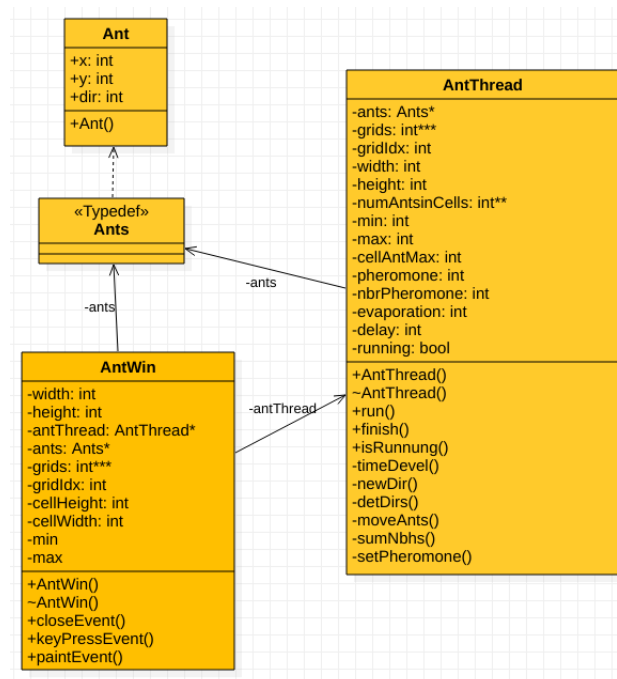 Ant
+x: int
+y: int
+dir: int
+Ant()
«Typedef»
Ants
-ants
-ants
AntWin
-width: int
-height: int
-antThread: AntThread*
-ants: Ants*
-grids: int***
-gridIdx: int
-cellHeight: int
-cellWidth: int
-min
-max
+AntWin()
~AntWin()
+closeEvent()
+keyPressEvent()
+paintEvent()
-antThread
AntThread
-ants: Ants*
-grids: int***
-gridIdx: int
-width: int
-height: int
-numAntsinCells: int**
-min: int
-max: int
-cellAntMax: int
-pheromone: int
-nbrPheromone: int
-evaporation: int
-delay: int
-running: bool
+AntThread()
~AntThread()
+run()
+finish()
+isRunnung()
-timeDevel()
-newDir()
-detDirs()
-moveAnts()
-sumNbhs()
-setPheromone()